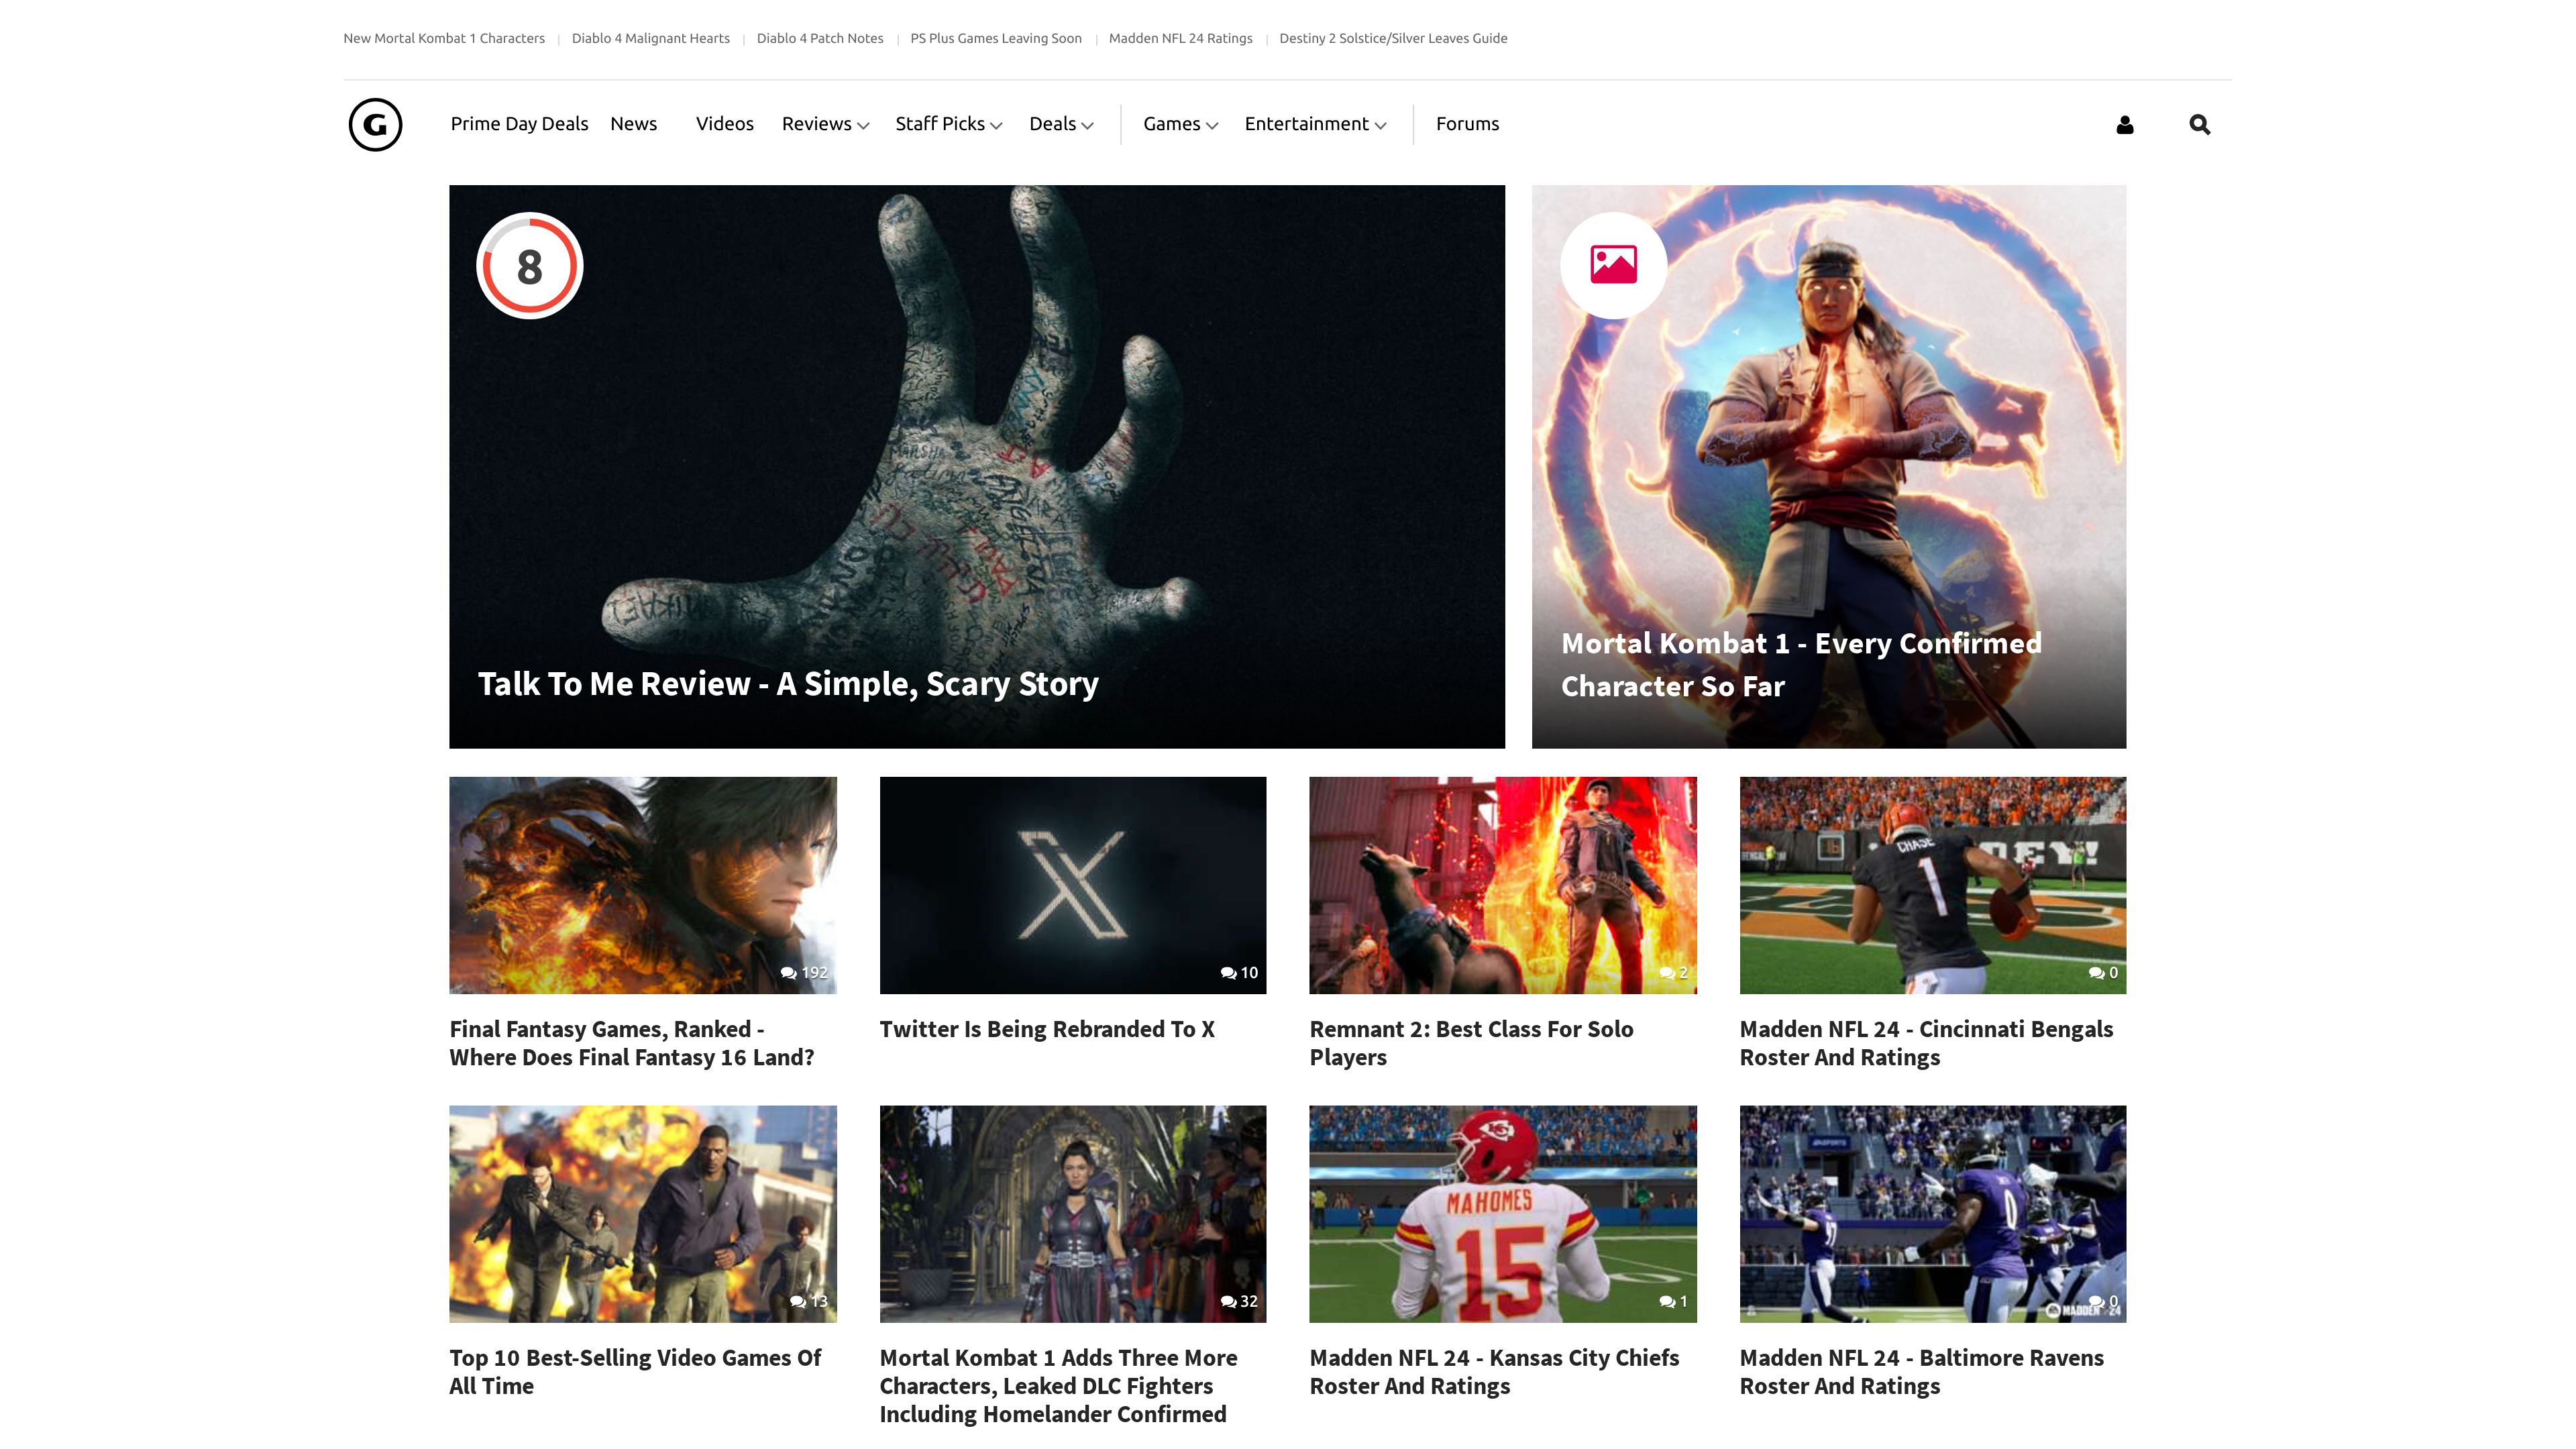 New Mortal Kombat 1 Characters
Diablo 4 Malignant Hearts
Diablo 4 Patch Notes
PS Plus Games Leaving Soon
Madden NFL 24 Ratings
Destiny 2 Solstice/Silver Leaves Guide
G
Prime Day Deals
News
Videos
Reviews
Staff Picks
Deals
Games
Entertainment
Forums
8
Talk To Me Review - A Simple, Scary Story
Mortal Kombat 1 - Every Confirmed
Character So Far
192
X
10
2
CHASE
1
0
Final Fantasy Games, Ranked -
Where Does Final Fantasy 16 Land?
Twitter Is Being Rebranded To X
Remnant 2: Best Class For Solo
Players
Madden NFL 24 - Cincinnati Bengals
Roster And Ratings
13
32
MAHOMES
15
1
0
MADDEN 24
0
Top 10 Best-Selling Video Games Of
All Time
Mortal Kombat 1 Adds Three More
Characters, Leaked DLC Fighters
Including Homelander Confirmed
Madden NFL 24 - Kansas City Chiefs
Roster And Ratings
Madden NFL 24 - Baltimore Ravens
Roster And Ratings